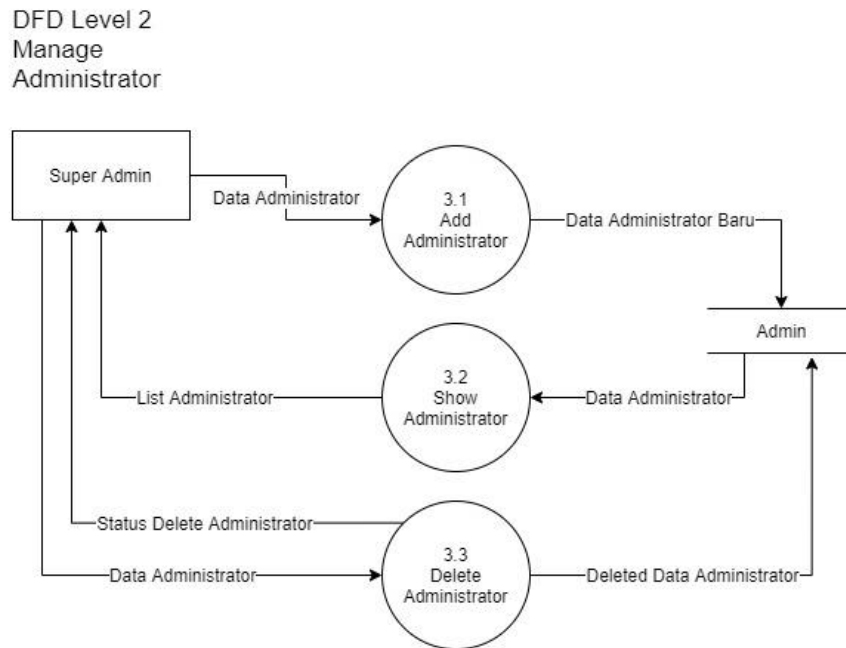 DFD Level 2
Manage
Administrator
Super Admin
Data Administrator
3.1
Add
Administrator
Data Administrator Baru
Admin
List Administrator
3.2
Show
Administrator
Data Administrator
Status Delete Administrator
Data Administrator
3.3
Delete
Administrator
Deleted Data Administrator